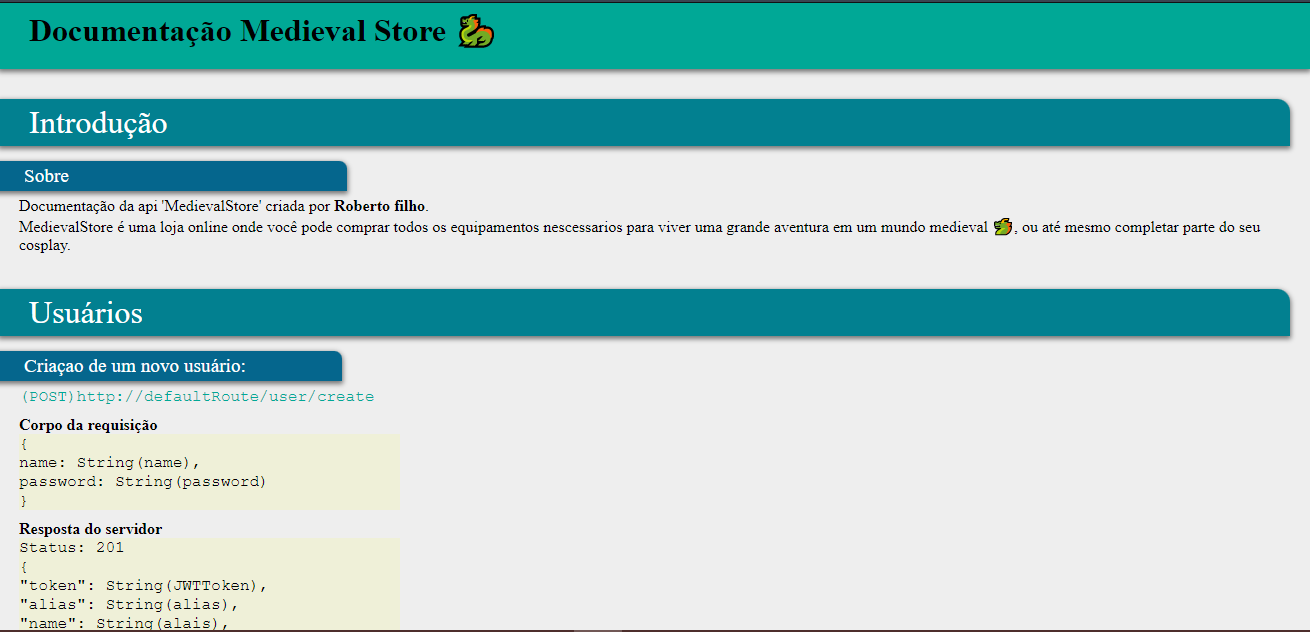 Documentação Medieval Store 🐉
Introdução
Sobre
Documentação da api 'MedievalStore' criada por Roberto filho.
MedievalStore é uma loja online onde você pode comprar todos os equipamentos nescessarios para viver uma grande aventura em um mundo medieval 🐲, ou até mesmo completar parte do seu
cosplay.
Usuários
Criaçao de um novo usuário:
(POST)http://defaultRoute/user/create
Corpo da requisição
{
name: String(name),
password: String(password)
}
Resposta do servidor
Status: 201
{
"token": String(JWTToken),
"alias": String(alias),
"name": String(alais),